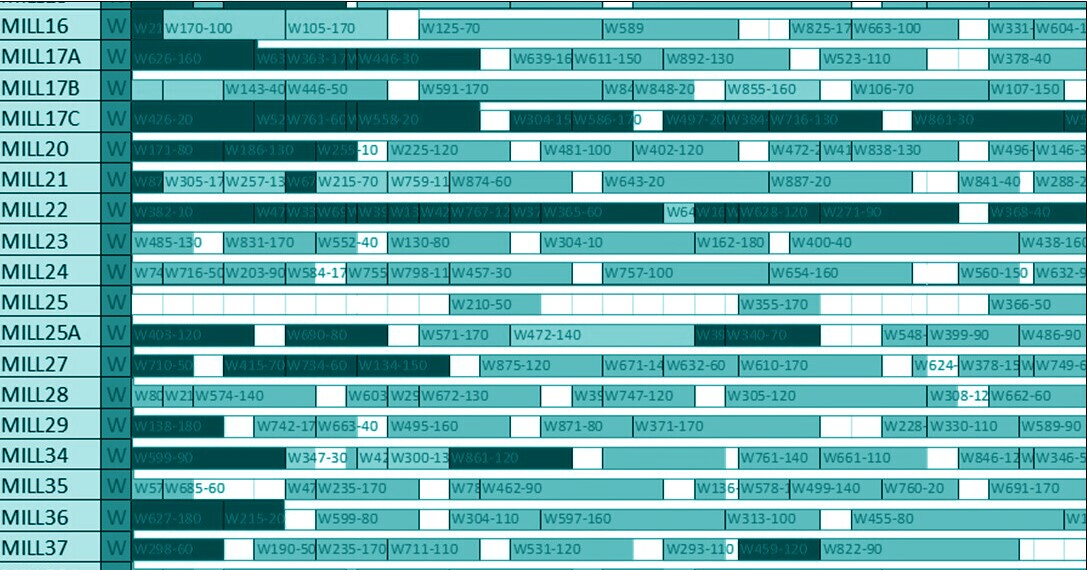 MILL16 W W170-100 W105-170 W125-70 W589 W825-17 W663-100 W331- W604-1
MILL17A W W626-160 W63 W363-17 W446-30 W639-16 W611-150 W892-130 W523-110 W378-40
MILL17B W W143-40 W446-50 W591-170 W84 W848-20 W855-160 W106-70 W107-150
MILL17C W W426-20 W52 W761-60 W558-20 W304-15 W586-170 W497-20 W384 W716-130 W861-30
MILL20 W W171-80 W186-130 W255-10 W225-120 W481-100 W402-120 W472-2 W41 W838-130 W496- W146-3
MILL21 W W87 W305-17 W257-13 W67 W215-70 W759-11 W874-60 W643-20 W887-20 W841-40 W288-2
MILL22 W W382-10 W47 W33 W69 W39 W13 W42 W767-12 W37 W365-60 W64 W16 W W628-120 W271-90 W368-40
MILL23 W W485-130 W831-170 W552-40 W130-80 W304-10 W162-180 W400-40 W438-160
MILL24 W W74 W716-50 W203-90 W584-17 W755 W798-11 W457-30 W757-100 W654-160 W560-150 W632-9
MILL25 W W210-50 W355-170 W366-50
MILL25A W W403-120 W690-80 W571-170 W472-140 W39 W340-70 W548- W399-90 W486-90
MILL27 W W710-50 W415-70 W734-60 W134-150 W875-120 W671-14 W632-60 W610-170 W624- W378-15 W W749-6
MILL28 W W80 W21 W574-140 W603 W29 W672-130 W39 W747-120 W305-120 W308-12 W662-60
MILL29 W W138-180 W742-17 W663-40 W495-160 W871-80 W371-170 W228- W330-110 W589-90
MILL34 W W599-90 W347-30 W42 W300-13 W861-120 W761-140 W661-110 W846-12 W W346-5
MILL35 W W57 W685-60 W47 W235-170 W78 W462-90 W136- W578-1 W499-140 W760-20 W691-170
MILL36 W W627-180 W215-20 W599-80 W304-110 W597-160 W313-100 W455-80 W1
MILL37 W W298-60 W190-50 W235-170 W711-110 W531-120 W293-110 W459-120 W822-90